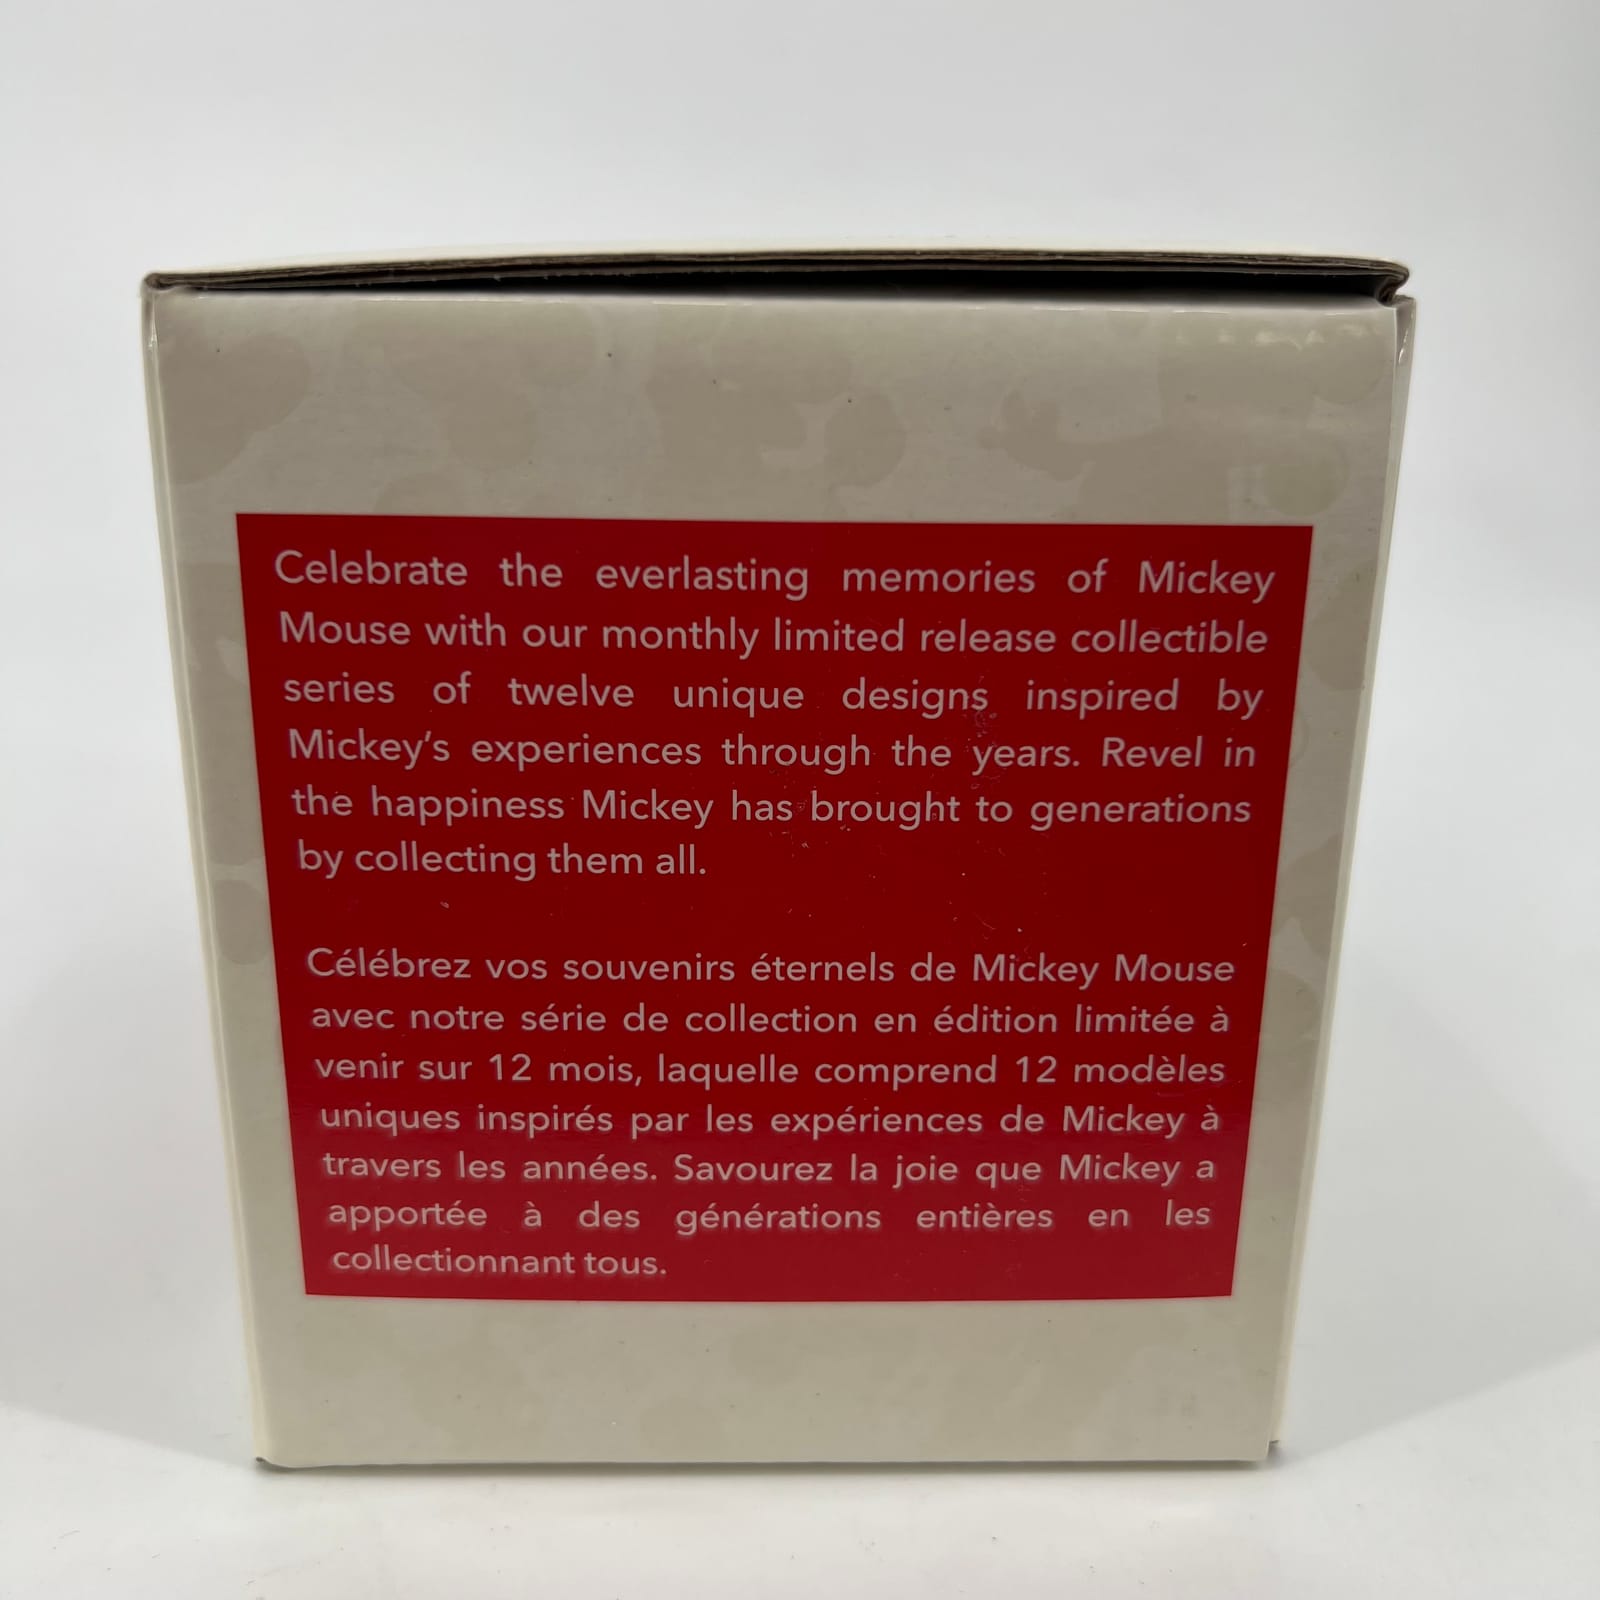 Celebrate the everlasting memories of Mickey
Mouse with our monthly limited release collectible
series of twelve unique designs inspired by
Mickey's experiences through the years. Revel in
the happiness Mickey has brought to generations
by collecting them all.
Célébrez vos souvenirs éternels de Mickey Mouse
avec notre série de collection en édition limitée à
venir sur 12 mois, laquelle comprend 12 modèles
uniques inspirés par les expériences de Mickey à
travers les années. Savourez la joie que Mickey a
apportée à des générations entières en les
collectionnant tous.